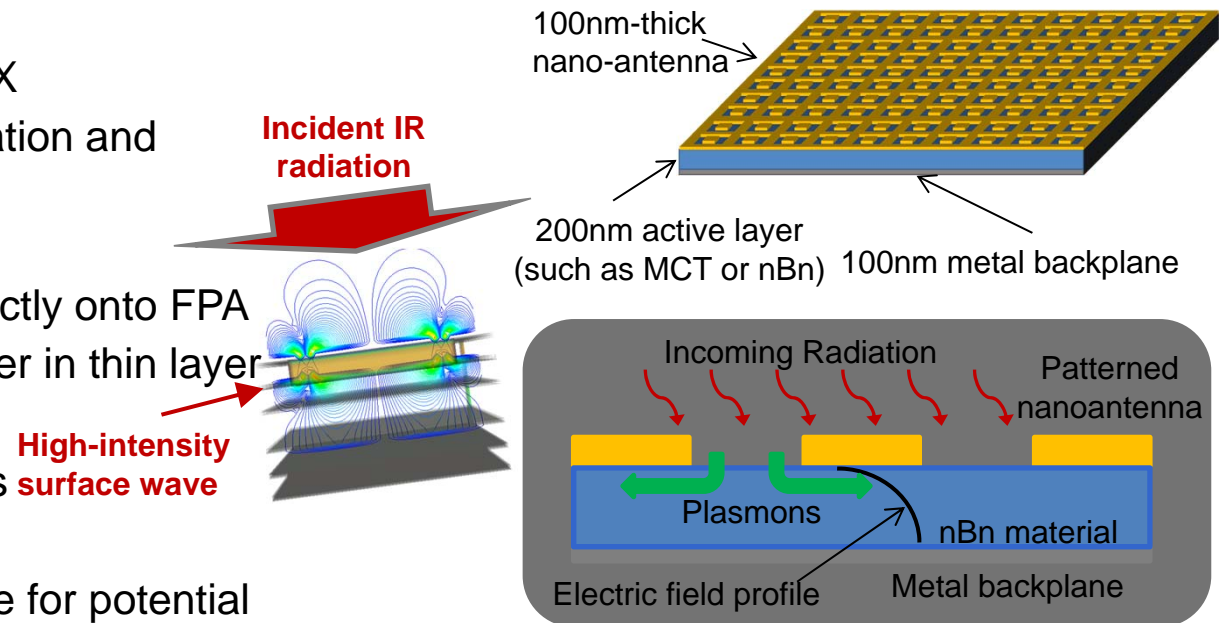 X
ation and
ctly onto FPA
er in thin layer
s
e for potential
Incident IR
radiation
High-intensity
surface wave
100nm-thick
nano-antenna
200nm active layer
(such as MCT or nBn)
100nm metal backplane
Incoming Radiation
Patterned
nanoantenna
Plasmons
nBn material
Electric field profile
Metal backplane